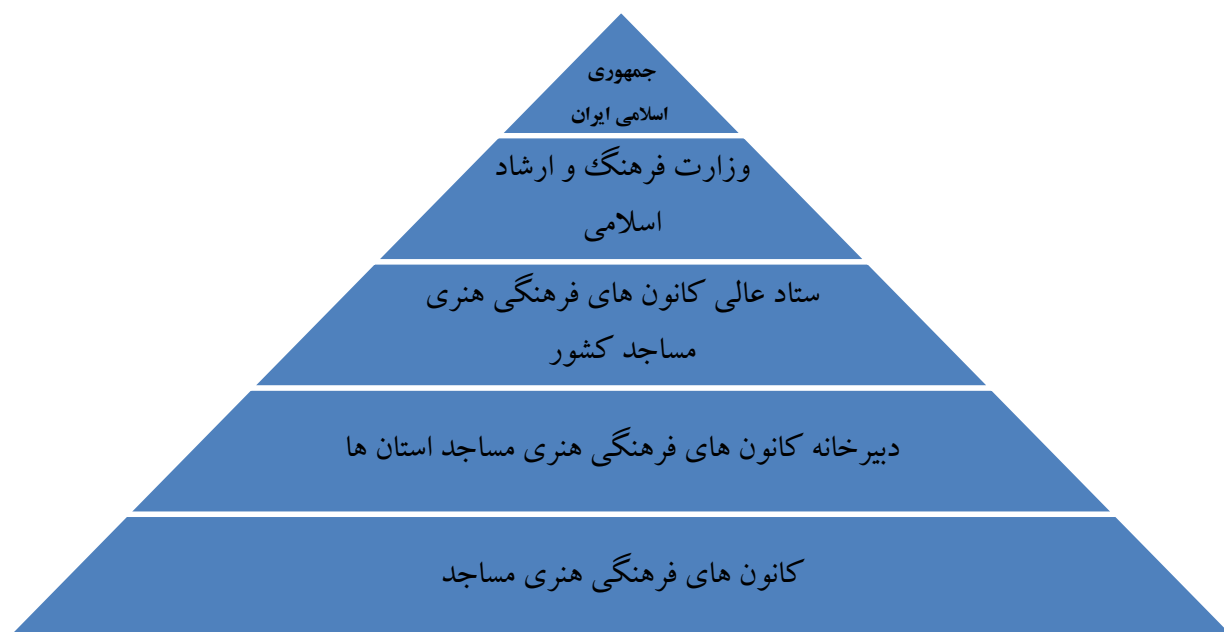 جمهوری
اسلامی ایران
وزارت فرهنگ و ارشاد
اسلامی
ستاد عالی کانون های فرهنگی هنری
مساجد کشور
دبیرخانه کانون های فرهنگی هنری مساجد استان ها
کانون های فرهنگی هنری مساجد